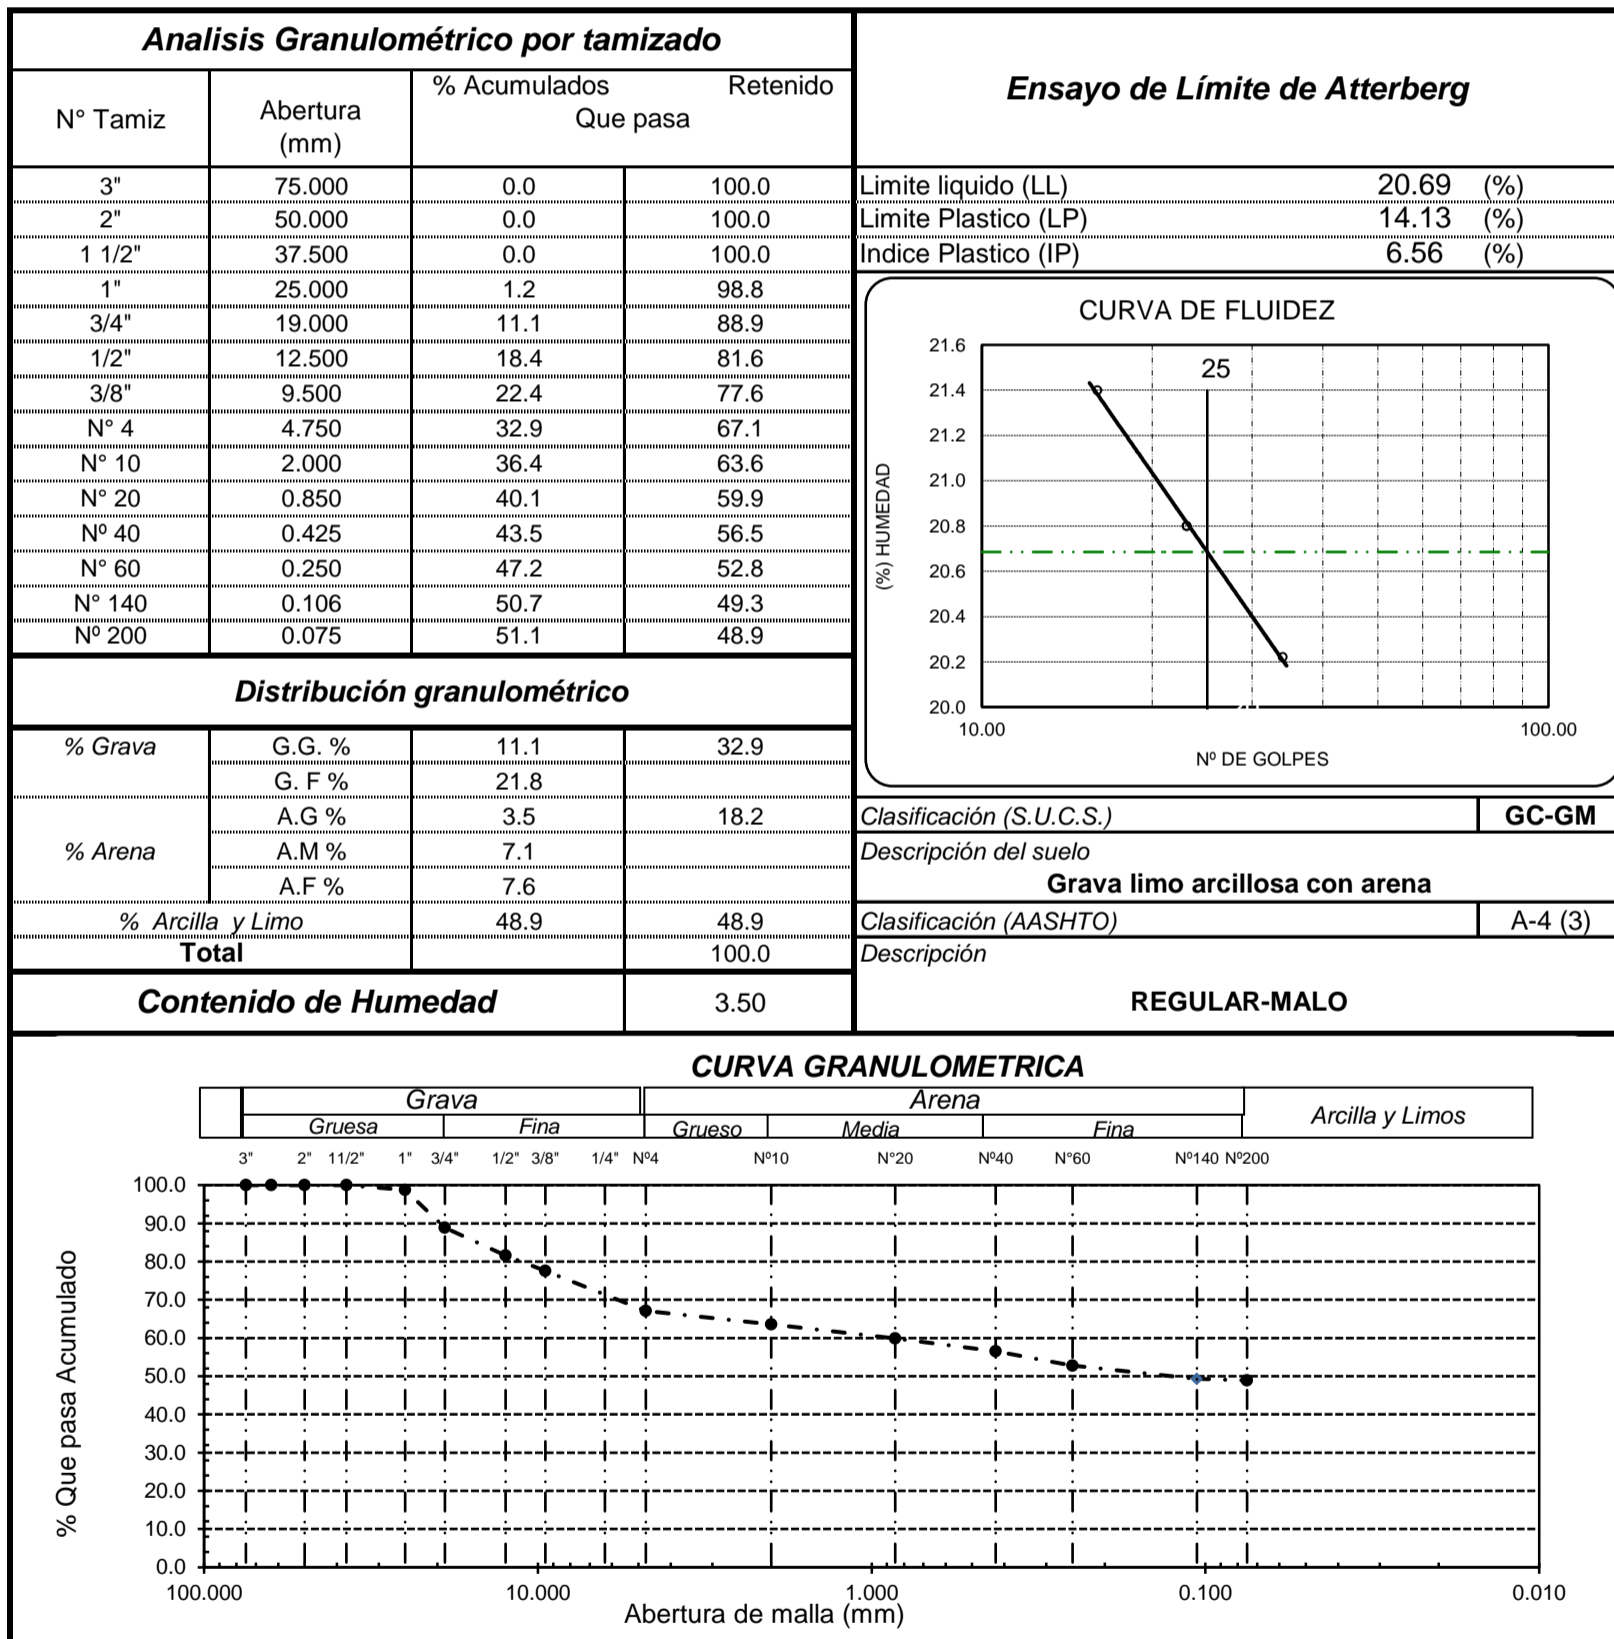 Analisis Granulométrico por tamizado
N° Tamiz
Abertura (mm)
% Acumulados Retenido
Que pasa
3" 75.000 0.0 100.0
2" 50.000 0.0 100.0
1 1/2" 37.500 0.0 100.0
1" 25.000 1.2 98.8
3/4" 19.000 11.1 88.9
1/2" 12.500 18.4 81.6
3/8" 9.500 22.4 77.6
N° 4 4.750 32.9 67.1
N° 10 2.000 36.4 63.6
N° 20 0.850 40.1 59.9
Nº 40 0.425 43.5 56.5
N° 60 0.250 47.2 52.8
N° 140 0.106 50.7 49.3
Nº 200 0.075 51.1 48.9
Distribución granulométrico
% Grava G.G. % 11.1 32.9
G. F % 21.8
A.G % 3.5 18.2
% Arena A.M % 7.1
A.F % 7.6
% Arcilla y Limo 48.9 48.9
Total 100.0
Contenido de Humedad 3.50
Ensayo de Límite de Atterberg
Limite liquido (LL) 20.69 (%)
Limite Plastico (LP) 14.13 (%)
Indice Plastico (IP) 6.56 (%)
CURVA DE FLUIDEZ
25
21.6
21.4
21.2
21.0
20.8
20.6
20.4
20.2
20.0
(%) HUMEDAD
10.00 100.00
Nº DE GOLPES
Clasificación (S.U.C.S.) GC-GM
Descripción del suelo
Grava limo arcillosa con arena
Clasificación (AASHTO) A-4 (3)
Descripción
REGULAR-MALO
CURVA GRANULOMETRICA
Grava Arena Arcilla y Limos
Gruesa Fina Grueso Media Fina
3" 2" 11/2" 1" 3/4" 1/2" 3/8" 1/4" Nº4 Nº10 N°20 Nº40 N°60 N°140 Nº200
100.0
90.0
80.0
70.0
60.0
50.0
40.0
30.0
20.0
10.0
0.0
% Que pasa Acumulado
100.000 10.000 1.000 0.100 0.010
Abertura de malla (mm)